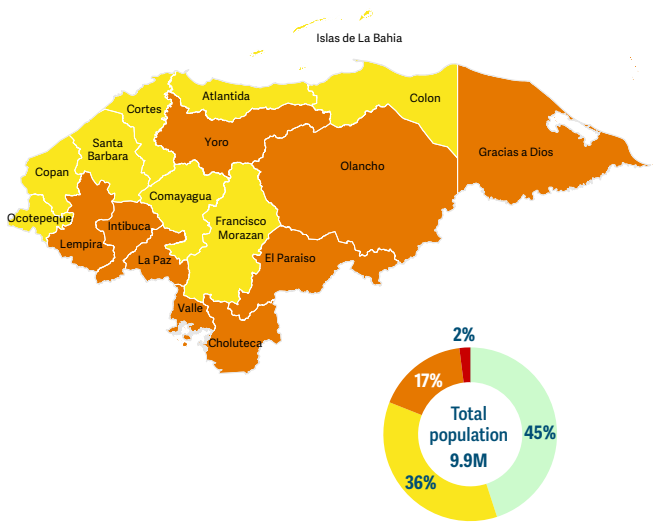 Islas de La Bahia
Atlantida
Colon
Cortes
Yoro
Santa
Barbara
Gracias a Dios
Olancho
Copan
Comayagua
Ocotepeque
Francisco
Morazan
Intibuca
Lempira
La Paz
El Paraiso
Valle
Choluteca
2%
17%
Total
population
9.9M
45%
36%